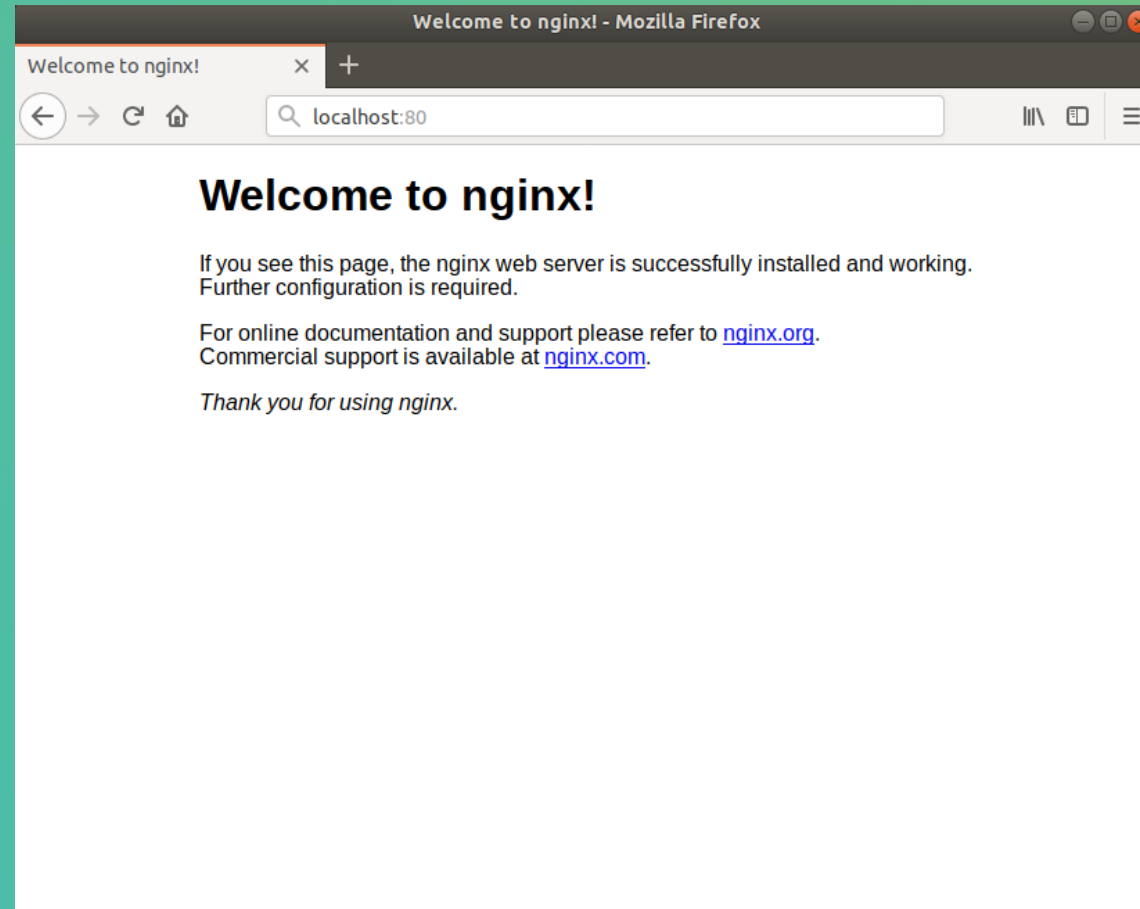 Welcome to nginx! - Mozilla Firefox
Welcome to nginx!
localhost:80
Welcome to nginx!
If you see this page, the nginx web server is successfully installed and working.
Further configuration is required.
For online documentation and support please refer to nginx.org.
Commercial support is available at nginx.com.
Thank you for using nginx.